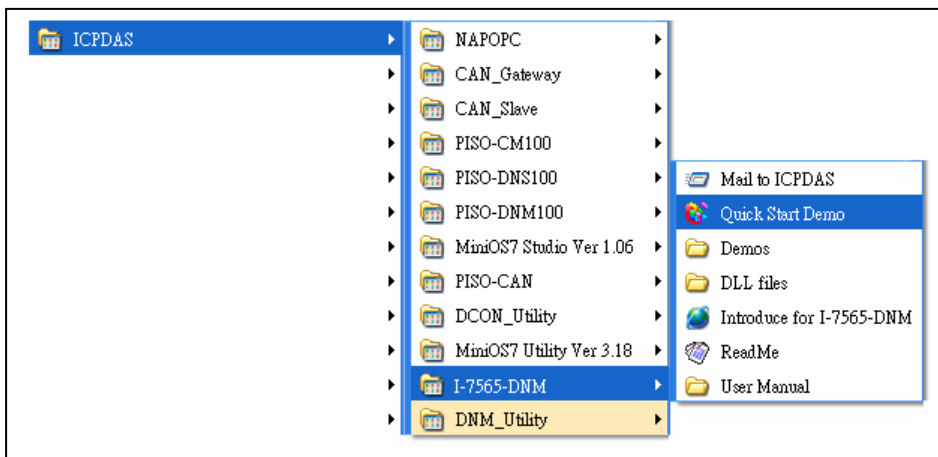 ICPDAS
NAPOPC
CAN_Gateway
CAN_Slave
PISO-CM100
PISO-DNS100
PISO-DNM100
MiniOS7 Studio Ver 1.06
PISO-CAN
DCON_Utility
MiniOS7 Utility Ver 3.18
I-7565-DNM
DNM_Utility
Mail to ICPDAS
Quick Start Demo
Demos
DLL files
Introduce for I-7565-DNM
ReadMe
User Manual